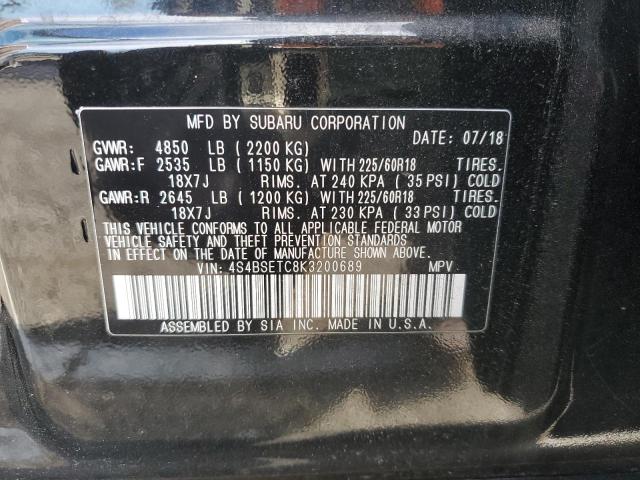 MFD BY SUBARU CORPORATION
DATE: 07/18
GVWR: 4850 LB (2200 KG)
GAWR:F 2535 LB (1150 KG) WITH 225/60R18 TIRES.
18X7J RIMS. AT 240 KPA (35 PSI) COLD
GAWR:R 2645 LB (1200 KG) WITH 225/60R18 TIRES.
18X7J RIMS. AT 230 KPA (33 PSI) COLD
THIS VEHICLE CONFORMS TO ALL APPLICABLE FEDERAL MOTOR
VEHICLE SAFETY AND THEFT PREVENTION STANDARDS
IN EFFECT ON THE DATE OF MANUFACTURE SHOWN ABOVE.
VIN: 4S4BSETC8K3200689 MPV
ASSEMBLED BY SIA INC. MADE IN U.S.A.